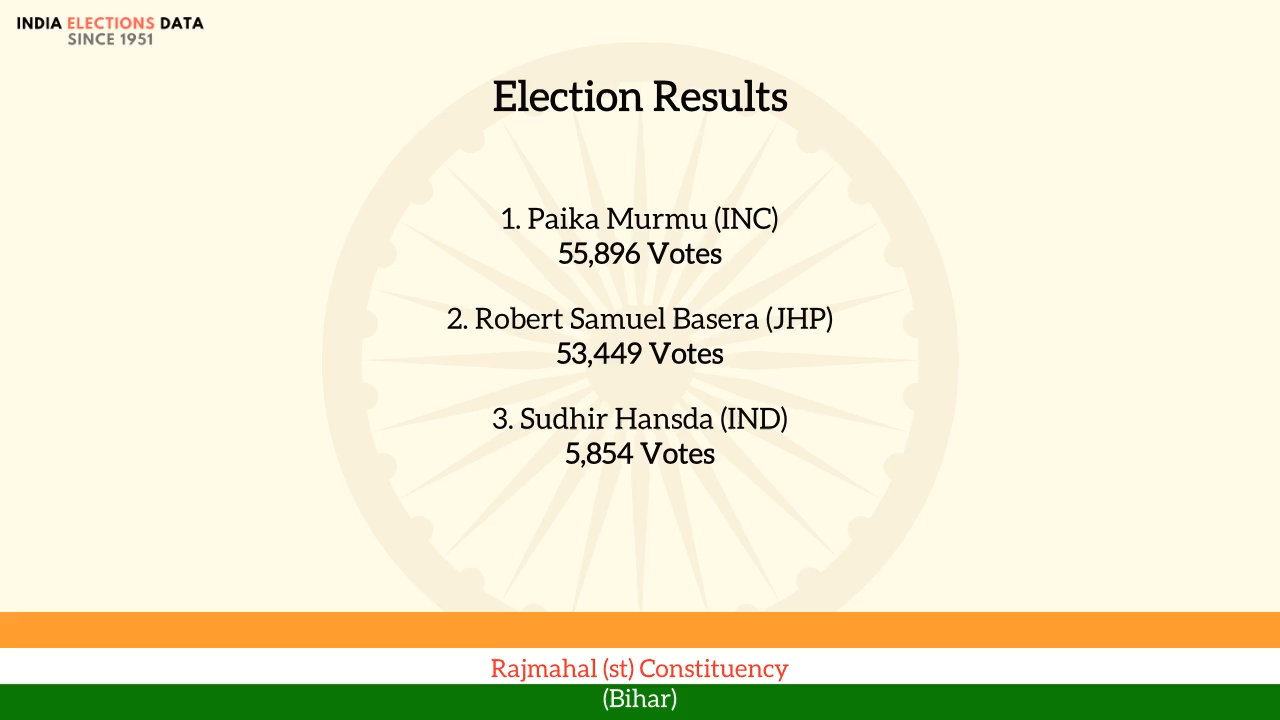 INDIA ELECTIONS DATA
SINCE 1951
Election Results
1. Paika Murmu (INC)
55,896 Votes
2. Robert Samuel Basera (JHP)
53,449 Votes
3. Sudhir Hansda (IND)
5,854 Votes
Rajmahal (st) Constituency
(Bihar)